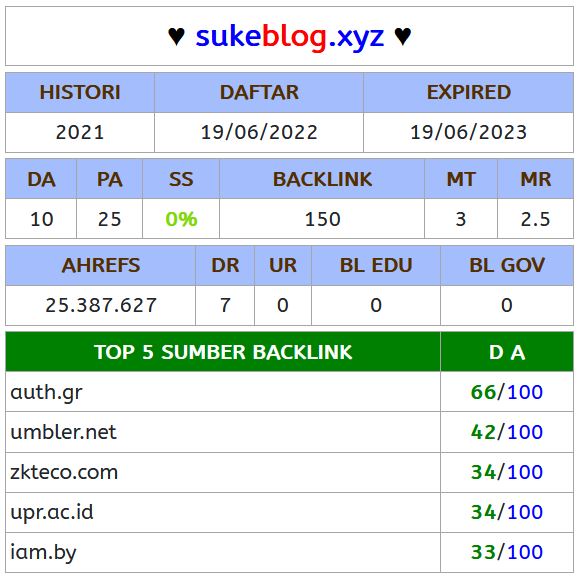 ♥ sukeblog.xyz ♥
HISTORI DAFTAR EXPIRED
2021 19/06/2022 19/06/2023
DA PA SS BACKLINK MT MR
10 25 0% 150 3 2.5
AHREFS DR UR BL EDU BL GOV
25.387.627 7 0 0 0
TOP 5 SUMBER BACKLINK D A
auth.gr 66/100
umbler.net 42/100
zkteco.com 34/100
upr.ac.id 34/100
iam.by 33/100